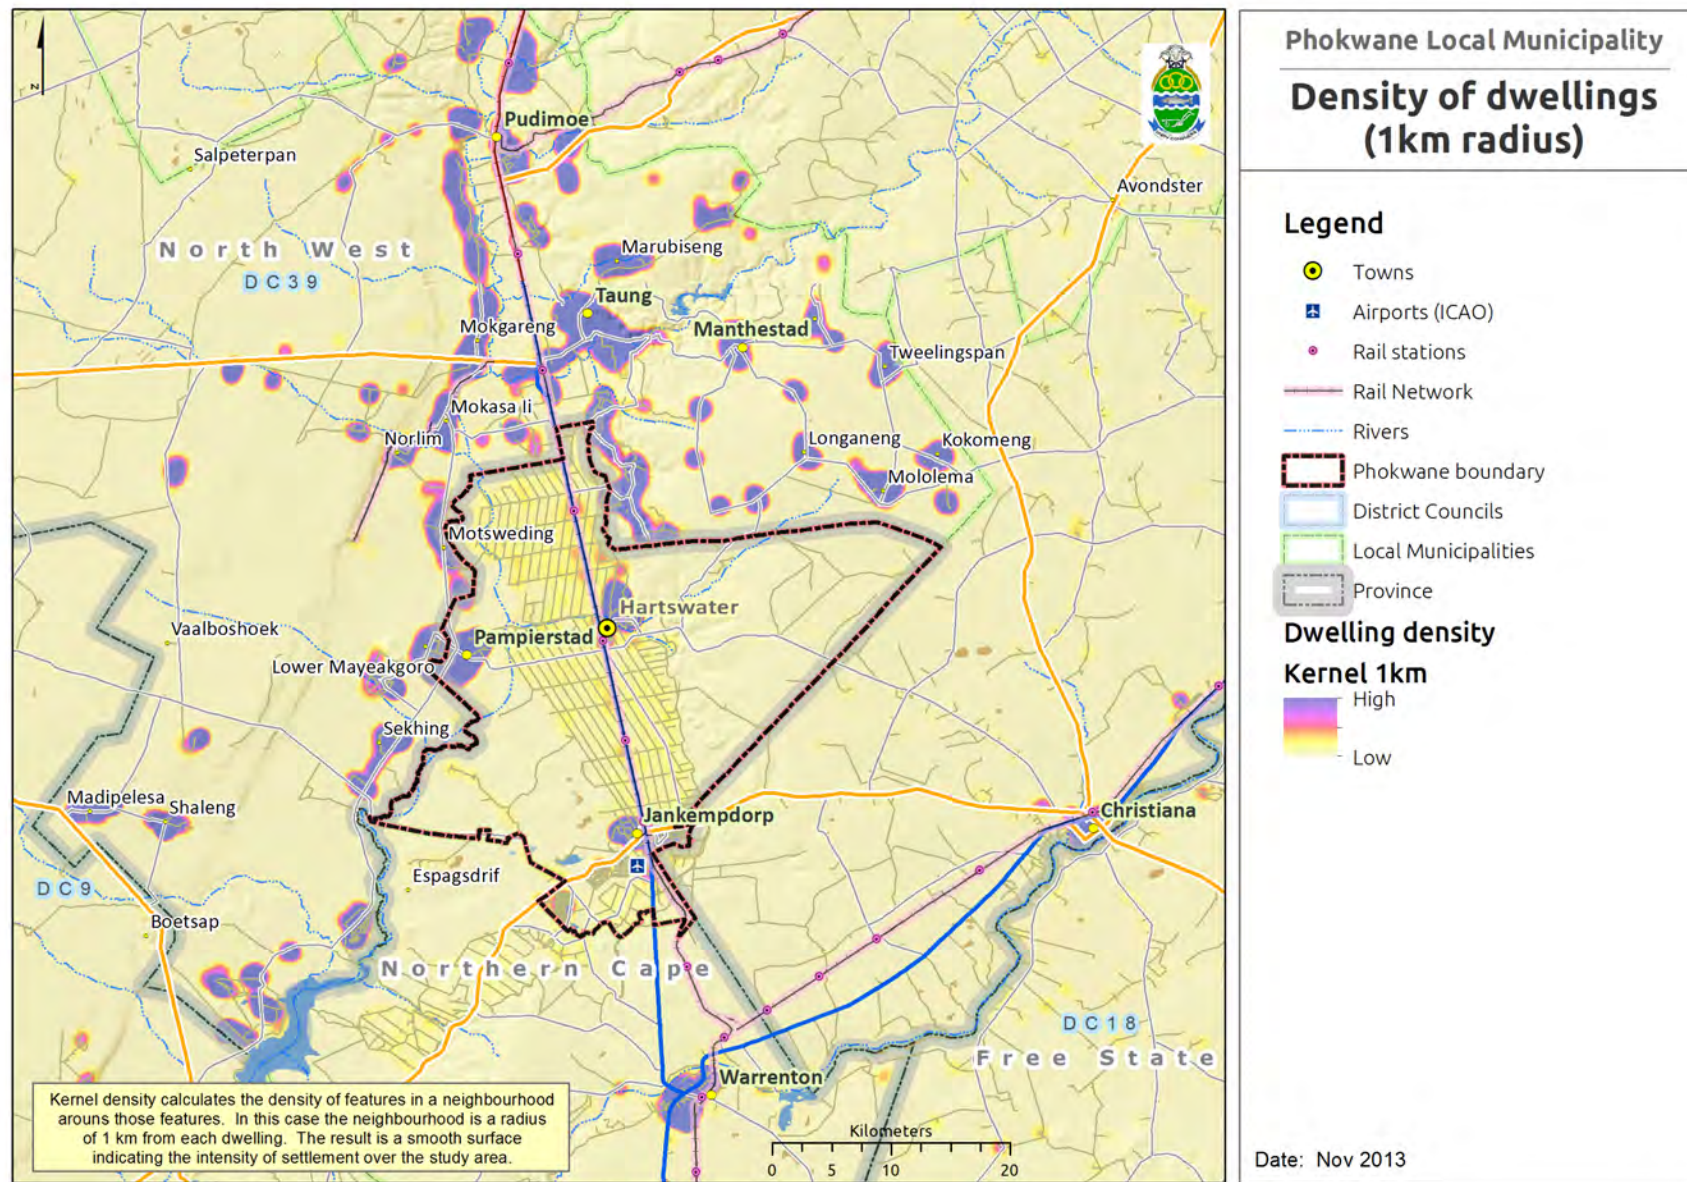 N
Pudimoe
Salpeterpan
Avondster
North West
DC39
Marubiseng
Taung
Mokgareng
Manthestad
Tweelingspan
Mokasa Ii
Norlim
Longaneng
Kokomeng
Mololema
Motsweding
Hartswater
Vaalboshoek
Pampierstad
Lower Mayeakgoro
Sekhing
Madipelesa
Shaleng
Jankempdorp
Christiana
DC9
Espagsdrif
Boetsap
Northern Cape
DC18
Free State
Warrenton
Kernel density calculates the density of features in a neighbourhood
arouns those features. In this case the neighbourhood is a radius
of 1 km from each dwelling. The result is a smooth surface
indicating the intensity of settlement over the study area.
Kilometers
0 5 10 20
Phokwane Local Municipality
Density of dwellings
(1km radius)
Legend
Towns
Airports (ICAO)
Rail stations
Rail Network
Rivers
Phokwane boundary
District Councils
Local Municipalities
Province
Dwelling density
Kernel 1km
High
Low
Date: Nov 2013